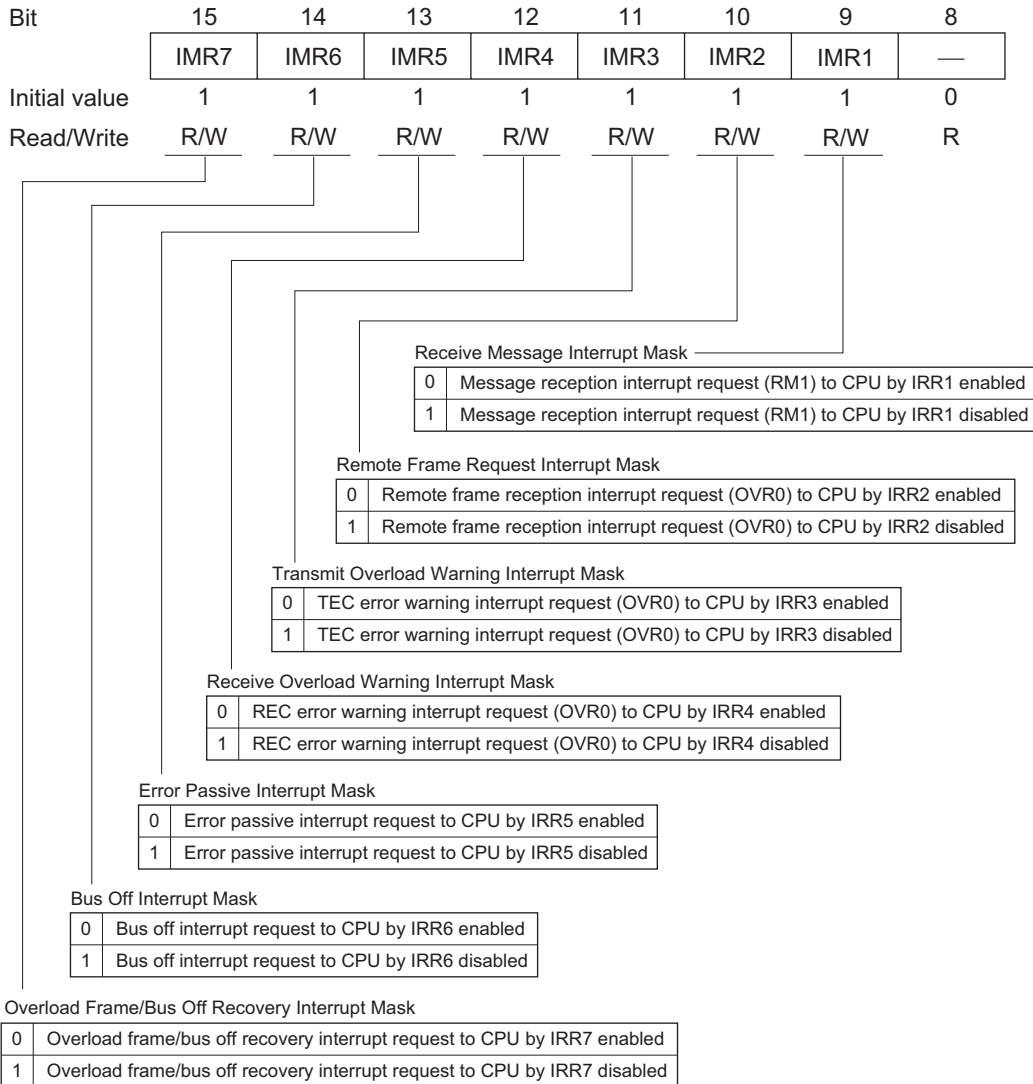 Bit 15 14 13 12 11 10 9 8
IMR7 IMR6 IMR5 IMR4 IMR3 IMR2 IMR1 —
Initial value 1 1 1 1 1 1 1 0
Read/Write R/W R/W R/W R/W R/W R/W R/W R
Receive Message Interrupt Mask
0 Message reception interrupt request (RM1) to CPU by IRR1 enabled
1 Message reception interrupt request (RM1) to CPU by IRR1 disabled
Remote Frame Request Interrupt Mask
0 Remote frame reception interrupt request (OVR0) to CPU by IRR2 enabled
1 Remote frame reception interrupt request (OVR0) to CPU by IRR2 disabled
Transmit Overload Warning Interrupt Mask
0 TEC error warning interrupt request (OVR0) to CPU by IRR3 enabled
1 TEC error warning interrupt request (OVR0) to CPU by IRR3 disabled
Receive Overload Warning Interrupt Mask
0 REC error warning interrupt request (OVR0) to CPU by IRR4 enabled
1 REC error warning interrupt request (OVR0) to CPU by IRR4 disabled
Error Passive Interrupt Mask
0 Error passive interrupt request to CPU by IRR5 enabled
1 Error passive interrupt request to CPU by IRR5 disabled
Bus Off Interrupt Mask
0 Bus off interrupt request to CPU by IRR6 enabled
1 Bus off interrupt request to CPU by IRR6 disabled
Overload Frame/Bus Off Recovery Interrupt Mask
0 Overload frame/bus off recovery interrupt request to CPU by IRR7 enabled
1 Overload frame/bus off recovery interrupt request to CPU by IRR7 disabled